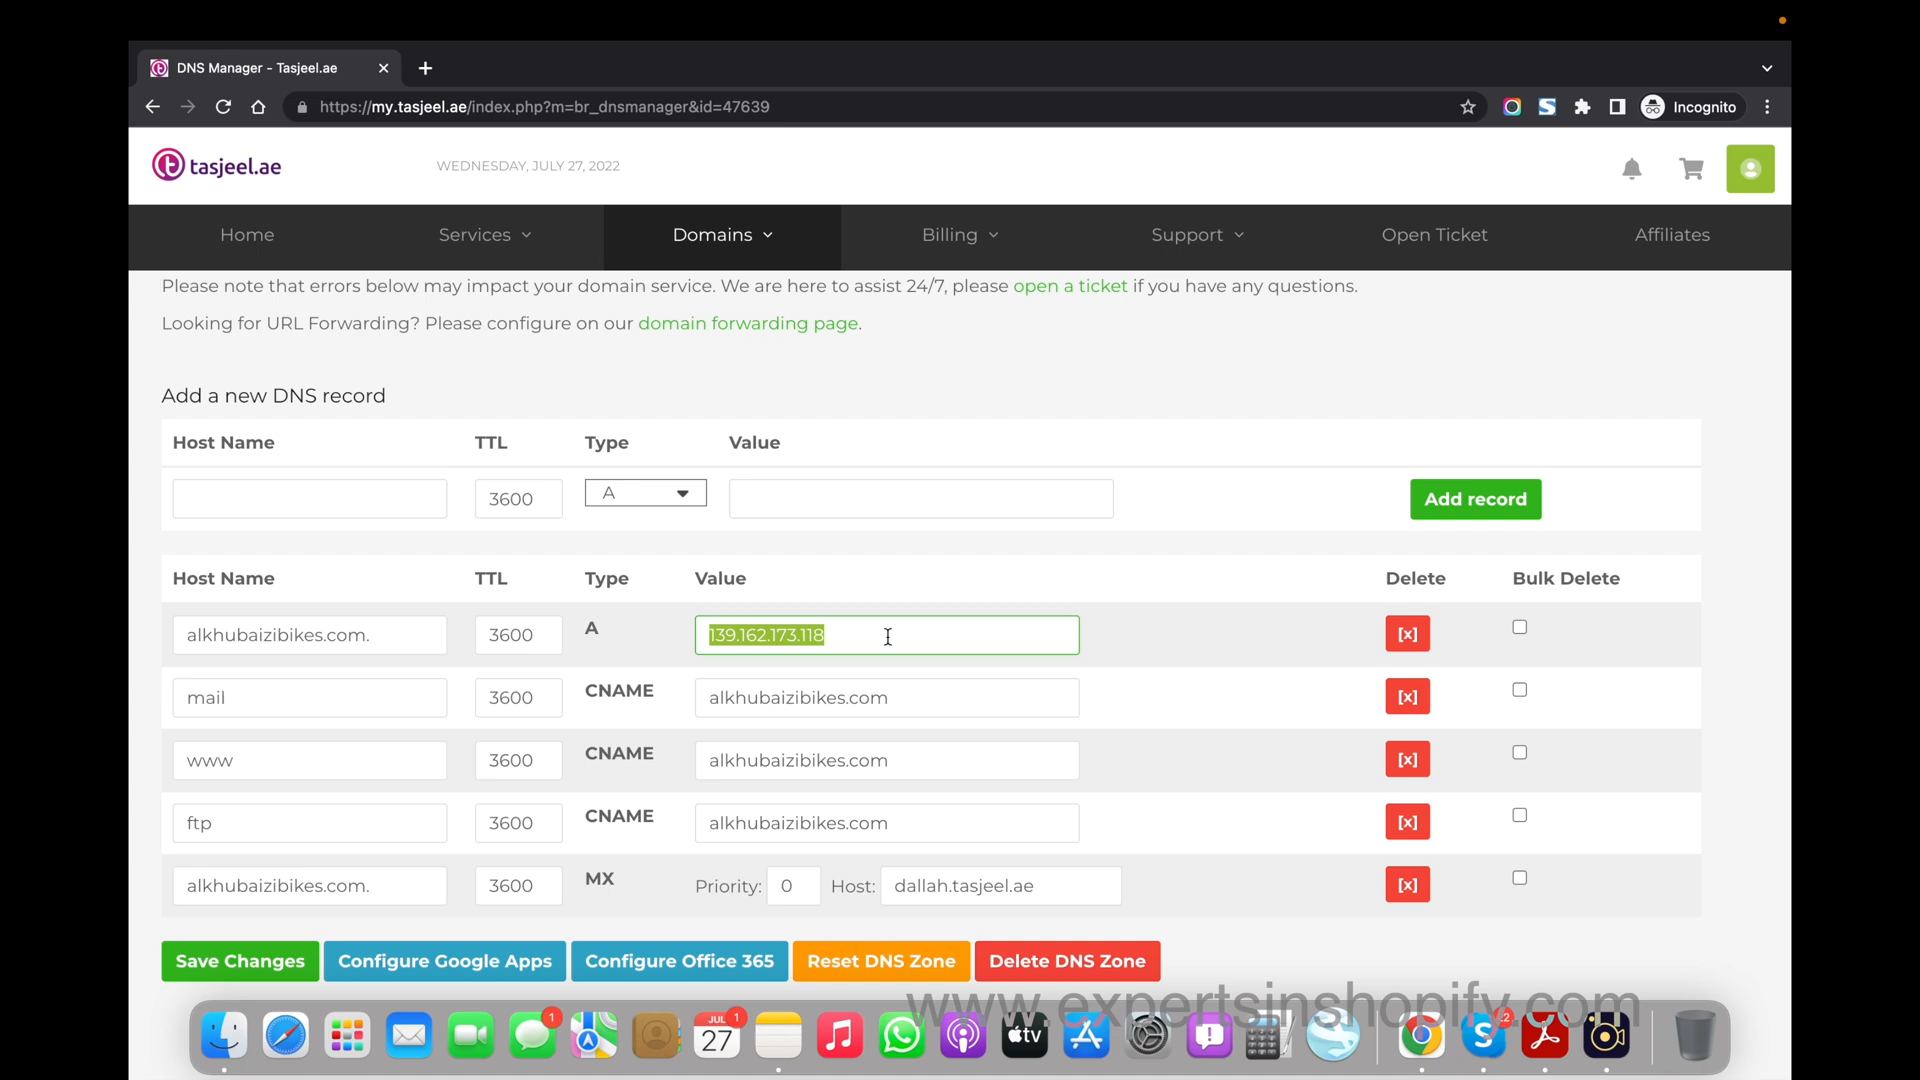 DNS Manager - Tasjeel.ae
https://my.tasjeel.ae/index.php?m=br_dnsmanager&id=47639
Incognito
tasjeel.ae
WEDNESDAY, JULY 27, 2022
Home Services Domains Billing Support Open Ticket Affiliates
Please note that errors below may impact your domain service. We are here to assist 24/7, please open a ticket if you have any questions.
Looking for URL Forwarding? Please configure on our domain forwarding page.
Add a new DNS record
Host Name TTL Type Value
3600 A Add record
Host Name TTL Type Value Delete Bulk Delete
alkhubaizibikes.com. 3600 A 139.162.173.118 [x]
mail 3600 CNAME alkhubaizibikes.com [x]
www 3600 CNAME alkhubaizibikes.com [x]
ftp 3600 CNAME alkhubaizibikes.com [x]
alkhubaizibikes.com. 3600 MX Priority: 0 Host: dallah.tasjeel.ae [x]
Save Changes Configure Google Apps Configure Office 365 Reset DNS Zone Delete DNS Zone
www.expertsinshopify.com
1 JUL 27 1 tv